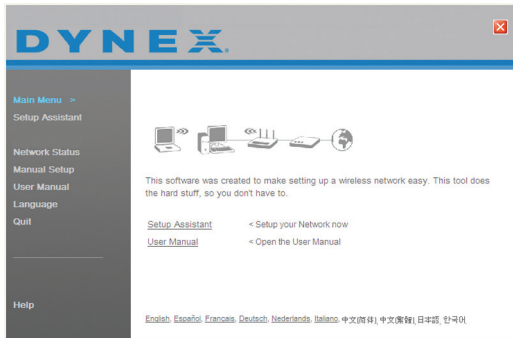 DYNEX
Main Menu >
Setup Assistant
Network Status
Manual Setup
User Manual
Language
Quit
Help
This software was created to make setting up a wireless network easy. This tool does
the hard stuff, so you don't have to.
Setup Assistant < Setup your Network now
User Manual < Open the User Manual
English, Español, Francais, Deutsch, Nederlands, Italiano, 中文(简体), 中文(繁體), 日本語, 한국어